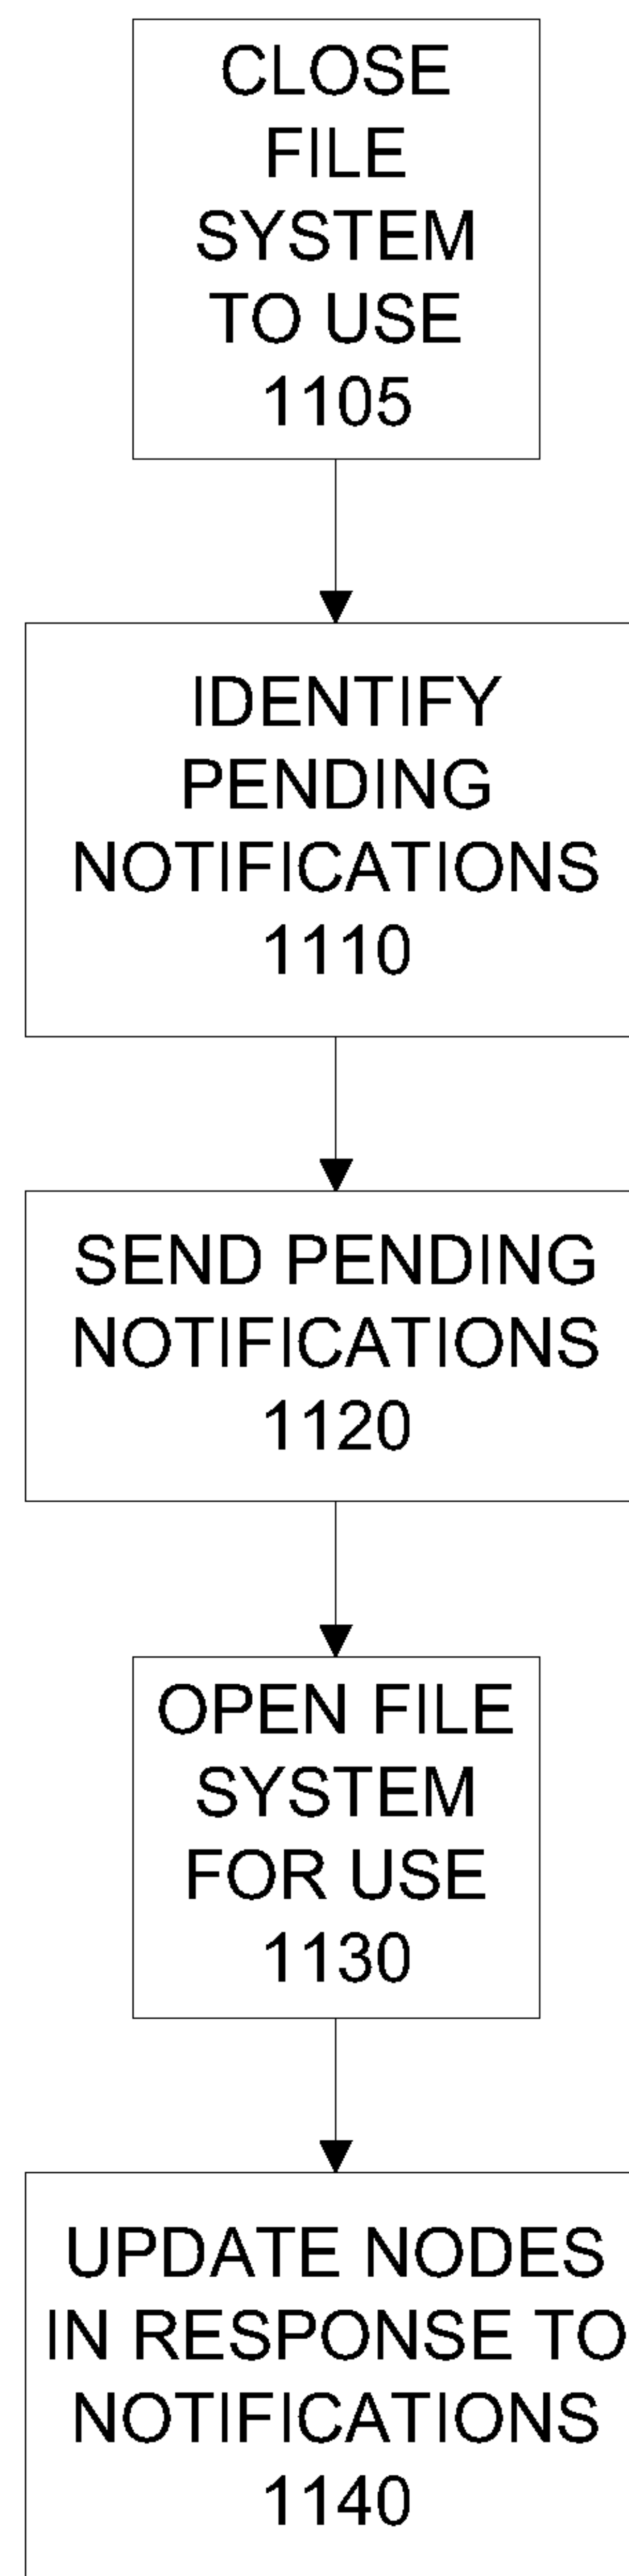 CLOSE
FILE
SYSTEM
TO USE
1105
IDENTIFY
PENDING
NOTIFICATIONS
1110
SEND PENDING
NOTIFICATIONS
1120
OPEN FILE
SYSTEM
FOR USE
1130
UPDATE NODES
IN RESPONSE TO
NOTIFICATIONS
1140